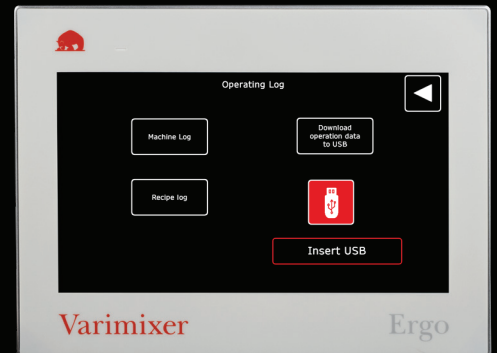 Operating Log
Machine Log
Download
operation data
to USB
Recipe log
Insert USB
Varimixer
Ergo